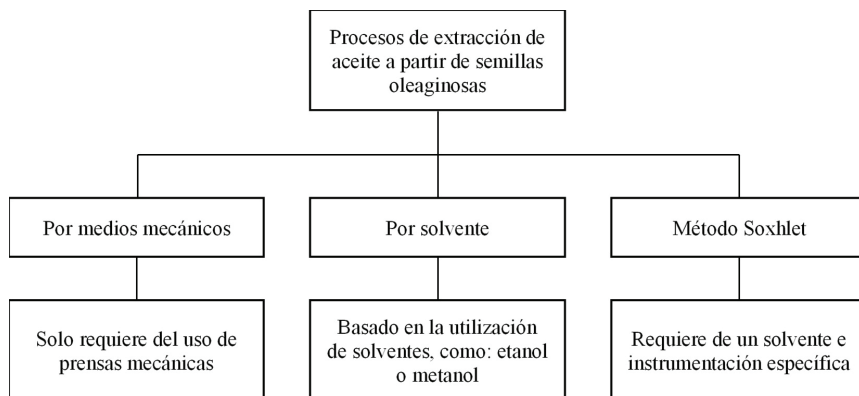 Procesos de extracción de
aceite a partir de semillas
oleaginosas
Por medios mecánicos
Por solvente
Método Soxhlet
Solo requiere del uso de
prensas mecánicas
Basado en la utilización
de solventes, como: etanol
o metanol
Requiere de un solvente e
instrumentación específica